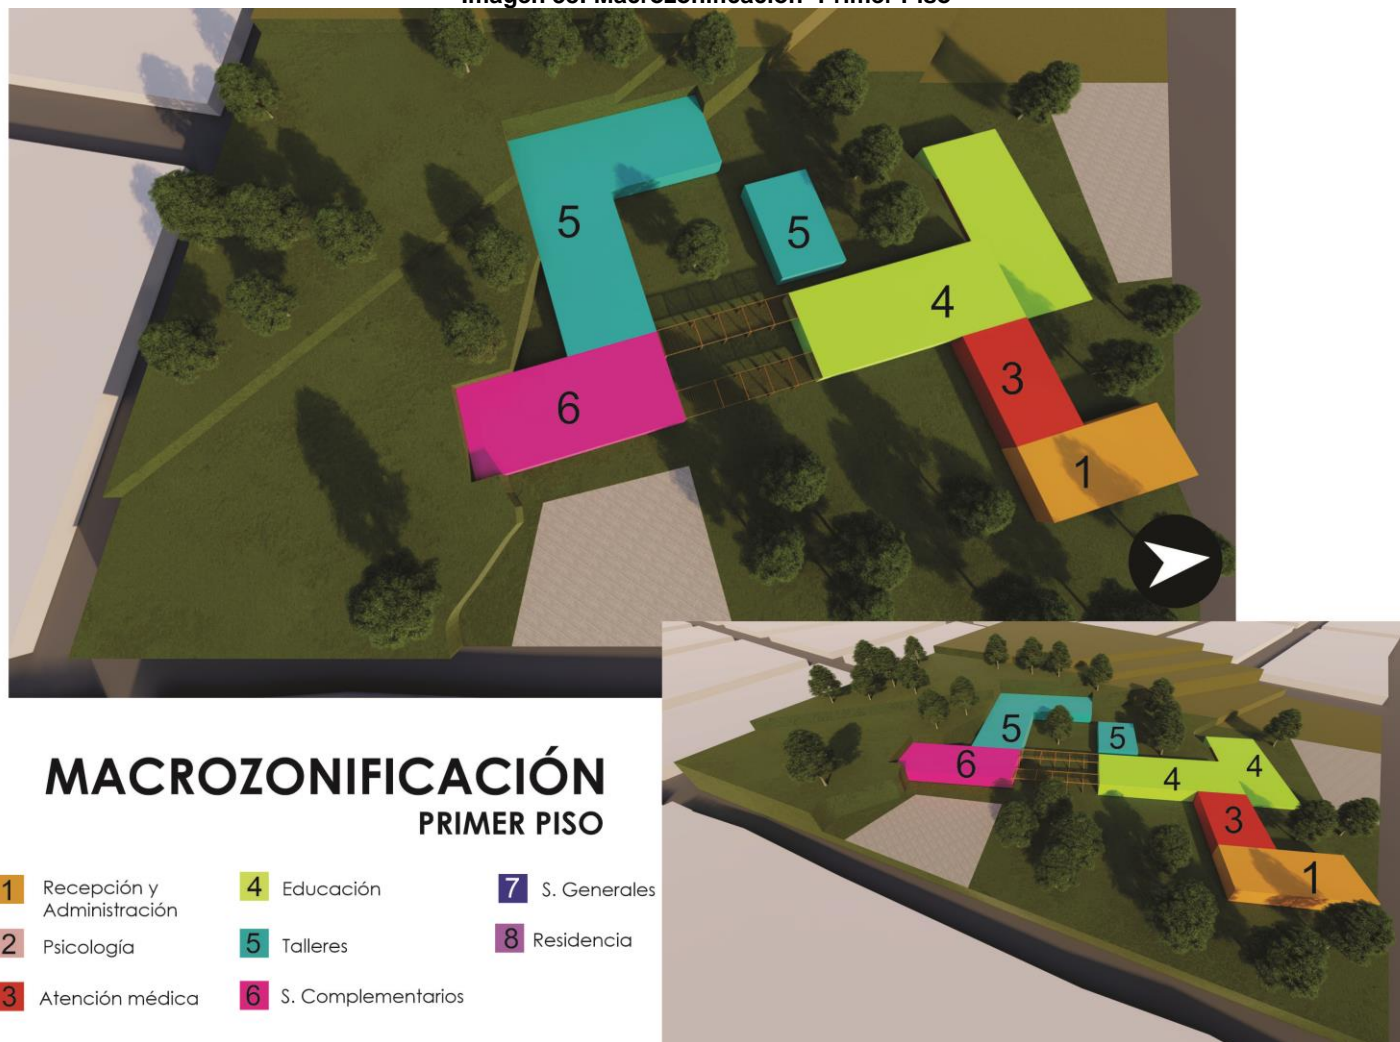 5
5
4
3
6
1
MACROZONIFICACIÓN
PRIMER PISO
5
5
6
4
4
3
1
1 Recepción y
Administración
2 Psicología
3 Atención médica
4 Educación
5 Talleres
6 S. Complementarios
7 S. Generales
8 Residencia